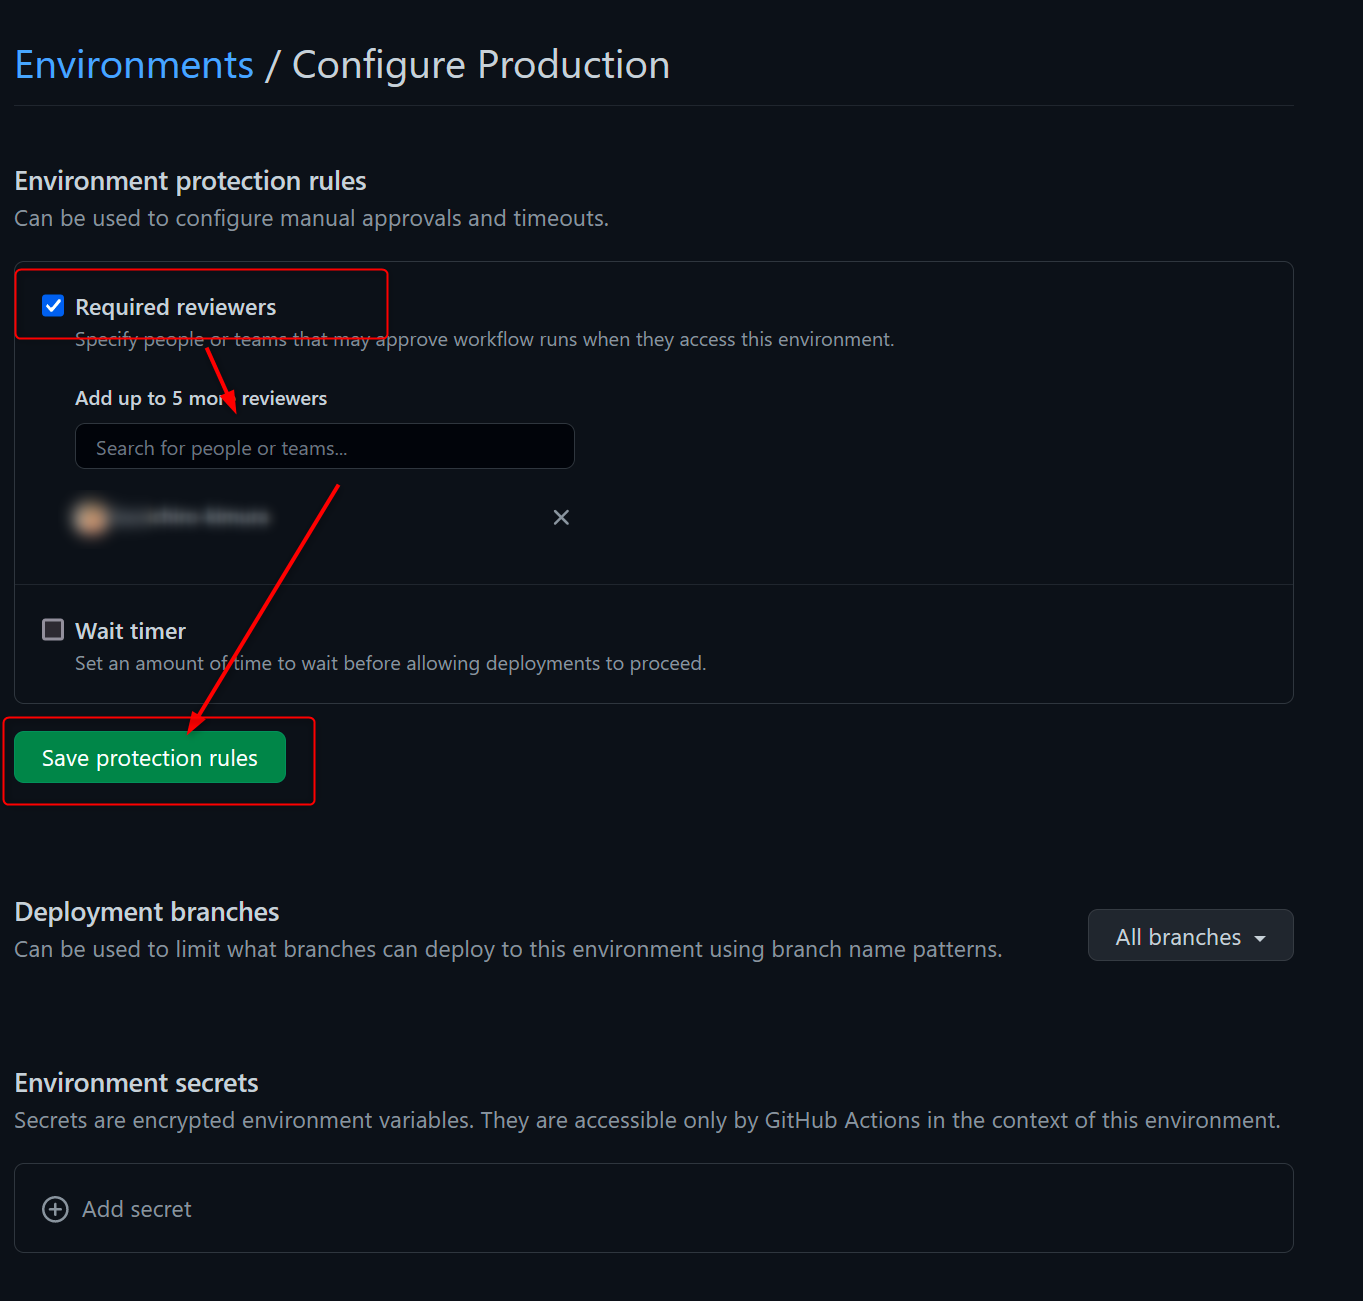 Environments / Configure Production
Environment protection rules
Can be used to configure manual approvals and timeouts.
Required reviewers
Specify people or teams that may approve workflow runs when they access this environment.
Add up to 5 more reviewers
Search for people or teams...
Wait timer
Set an amount of time to wait before allowing deployments to proceed.
Save protection rules
Deployment branches
Can be used to limit what branches can deploy to this environment using branch name patterns.
All branches
Environment secrets
Secrets are encrypted environment variables. They are accessible only by GitHub Actions in the context of this environment.
Add secret